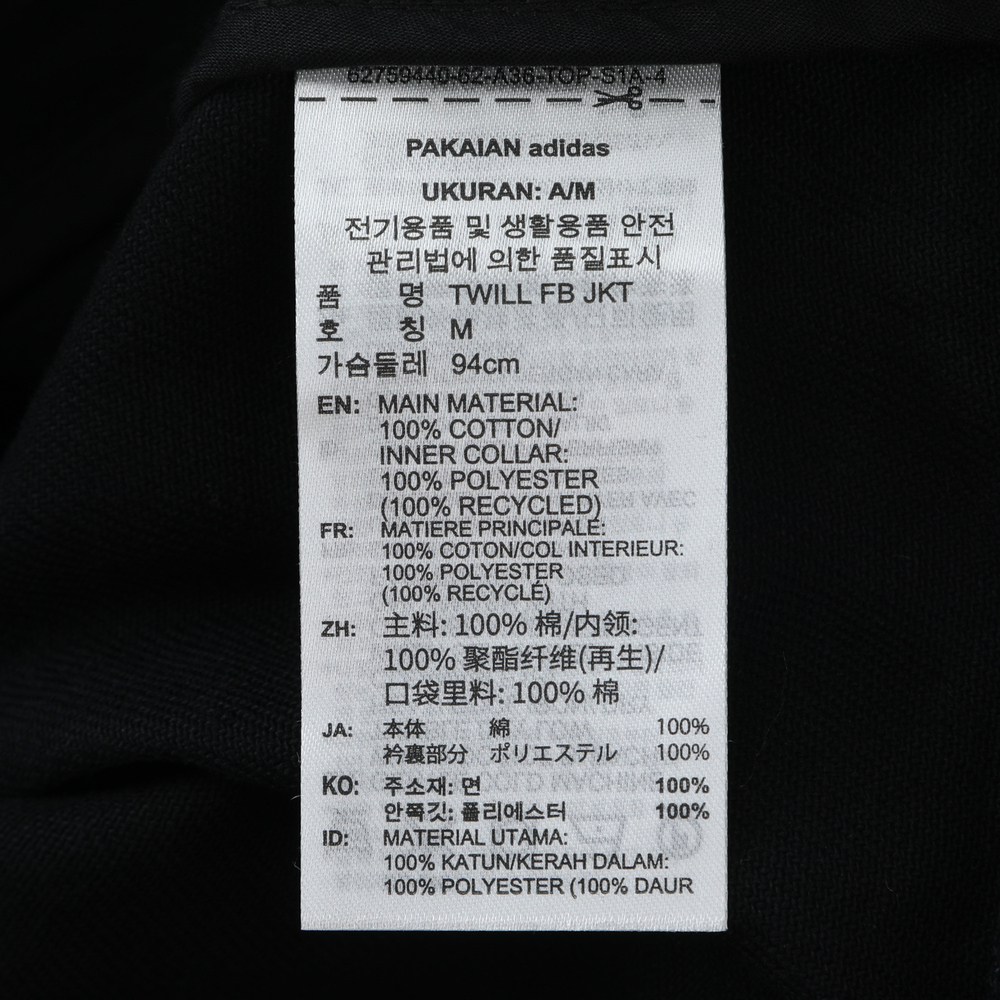 62759440-62-A36-TOP-S1A-4
PAKAIAN adidas
UKURAN: A/M
전기용품 및 생활용품 안전
관리법에 의한 품질표시
품 명 TWILL FB JKT
호 칭 M
가슴둘레 94cm
EN: MAIN MATERIAL:
100% COTTON/
INNER COLLAR:
100% POLYESTER
(100% RECYCLED)
FR: MATIERE PRINCIPALE:
100% COTON/COL INTERIEUR:
100% POLYESTER
(100% RECYCLÉ)
ZH: 主料: 100% 棉/内领:
100% 聚酯纤维(再生)/
口袋里料: 100% 棉
JA: 本体 綿 100%
衿裏部分 ポリエステル 100%
KO: 주소재: 면 100%
안쪽깃: 폴리에스터 100%
ID: MATERIAL UTAMA:
100% KATUN/KERAH DALAM:
100% POLYESTER (100% DAUR